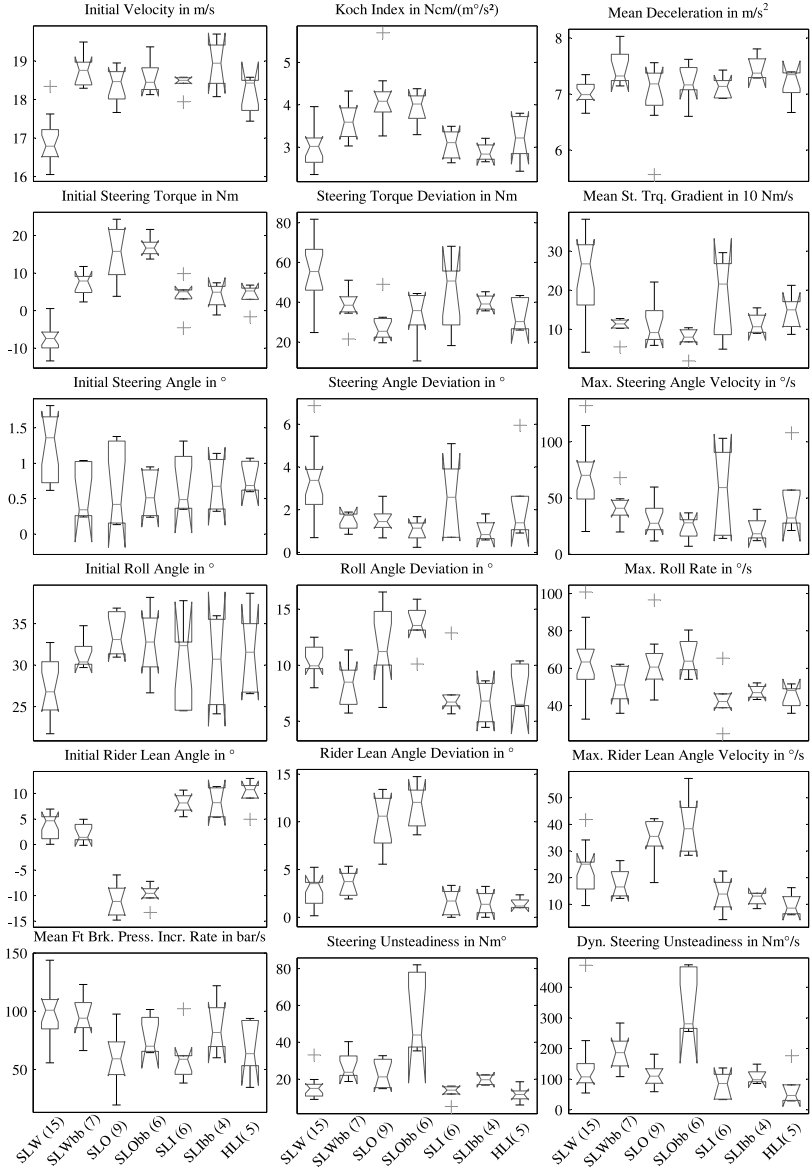 Initial Velocity in m/s
Koch Index in Ncm/(m°/s²)
Mean Deceleration in m/s²
19
18
17
16
5
4
3
8
7
6
Initial Steering Torque in Nm
Steering Torque Deviation in Nm
Mean St. Trq. Gradient in 10 Nm/s
20
10
0
-10
80
60
40
20
30
20
10
Initial Steering Angle in °
Steering Angle Deviation in °
Max. Steering Angle Velocity in °/s
1.5
1
0.5
0
6
4
2
0
100
50
0
Initial Roll Angle in °
Roll Angle Deviation in °
Max. Roll Rate in °/s
35
30
25
15
10
5
100
80
60
40
Initial Rider Lean Angle in °
Rider Lean Angle Deviation in °
Max. Rider Lean Angle Velocity in °/s
10
5
0
-5
-10
-15
15
10
5
0
50
40
30
20
10
Mean Ft Brk. Press. Incr. Rate in bar/s
Steering Unsteadiness in Nm°
Dyn. Steering Unsteadiness in Nm°/s
150
100
50
80
60
40
20
400
300
200
100
0
SLW (15)
SLWbb (7)
SLO (9)
SLObb (6)
SLI (6)
SLIbb (4)
HLI( 5)
SLW (15)
SLWbb (7)
SLO (9)
SLObb (6)
SLI (6)
SLIbb (4)
HLI( 5)
SLW (15)
SLWbb (7)
SLO (9)
SLObb (6)
SLI (6)
SLIbb (4)
HLI( 5)